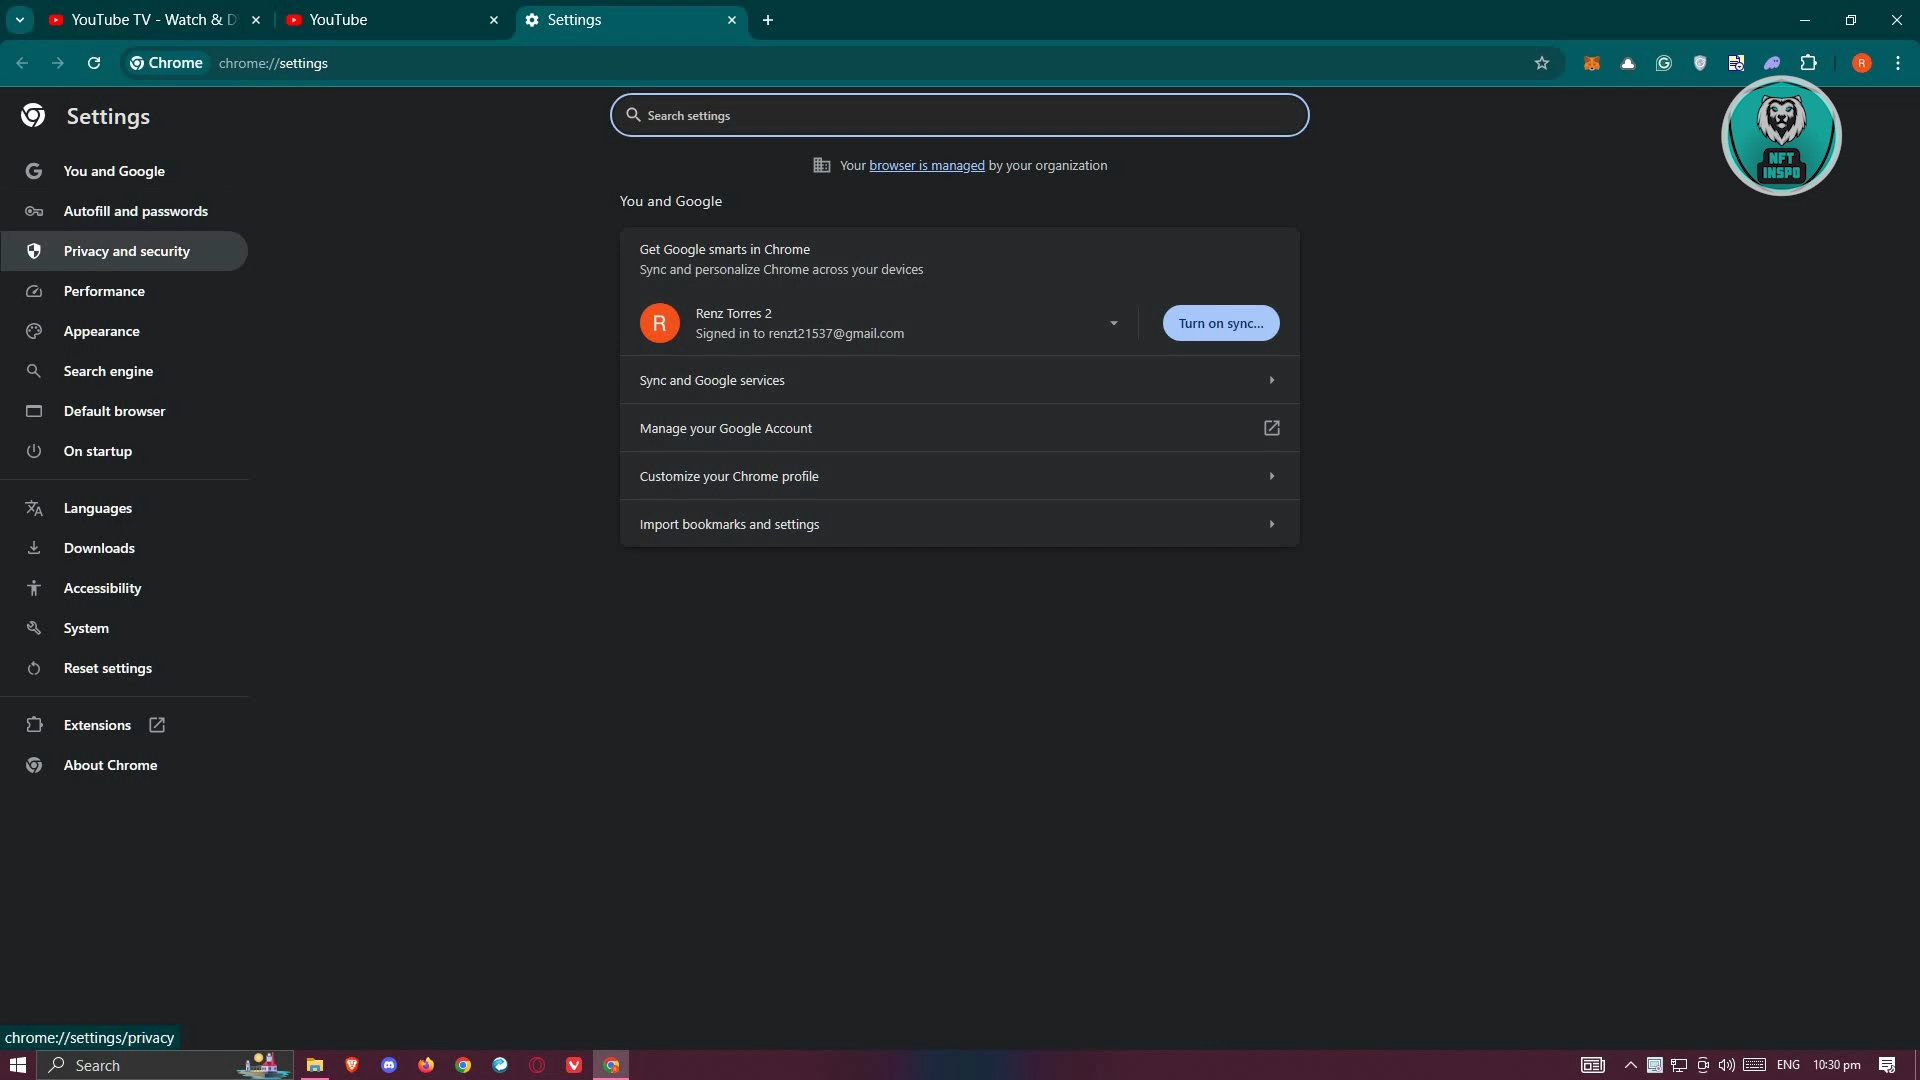 YouTube TV - Watch & D
YouTube
Settings
Chrome
chrome://settings
R
Settings
Search settings
NFT
INSPO
Your browser is managed by your organization
You and Google
Autofill and passwords
Privacy and security
Performance
Appearance
Search engine
Default browser
On startup
Languages
Downloads
Accessibility
System
Reset settings
Extensions
About Chrome
You and Google
Get Google smarts in Chrome
Sync and personalize Chrome across your devices
R
Renz Torres 2
Signed in to renzt21537@gmail.com
Turn on sync...
Sync and Google services
Manage your Google Account
Customize your Chrome profile
Import bookmarks and settings
chrome://settings/privacy
Search
ENG
10:30 pm